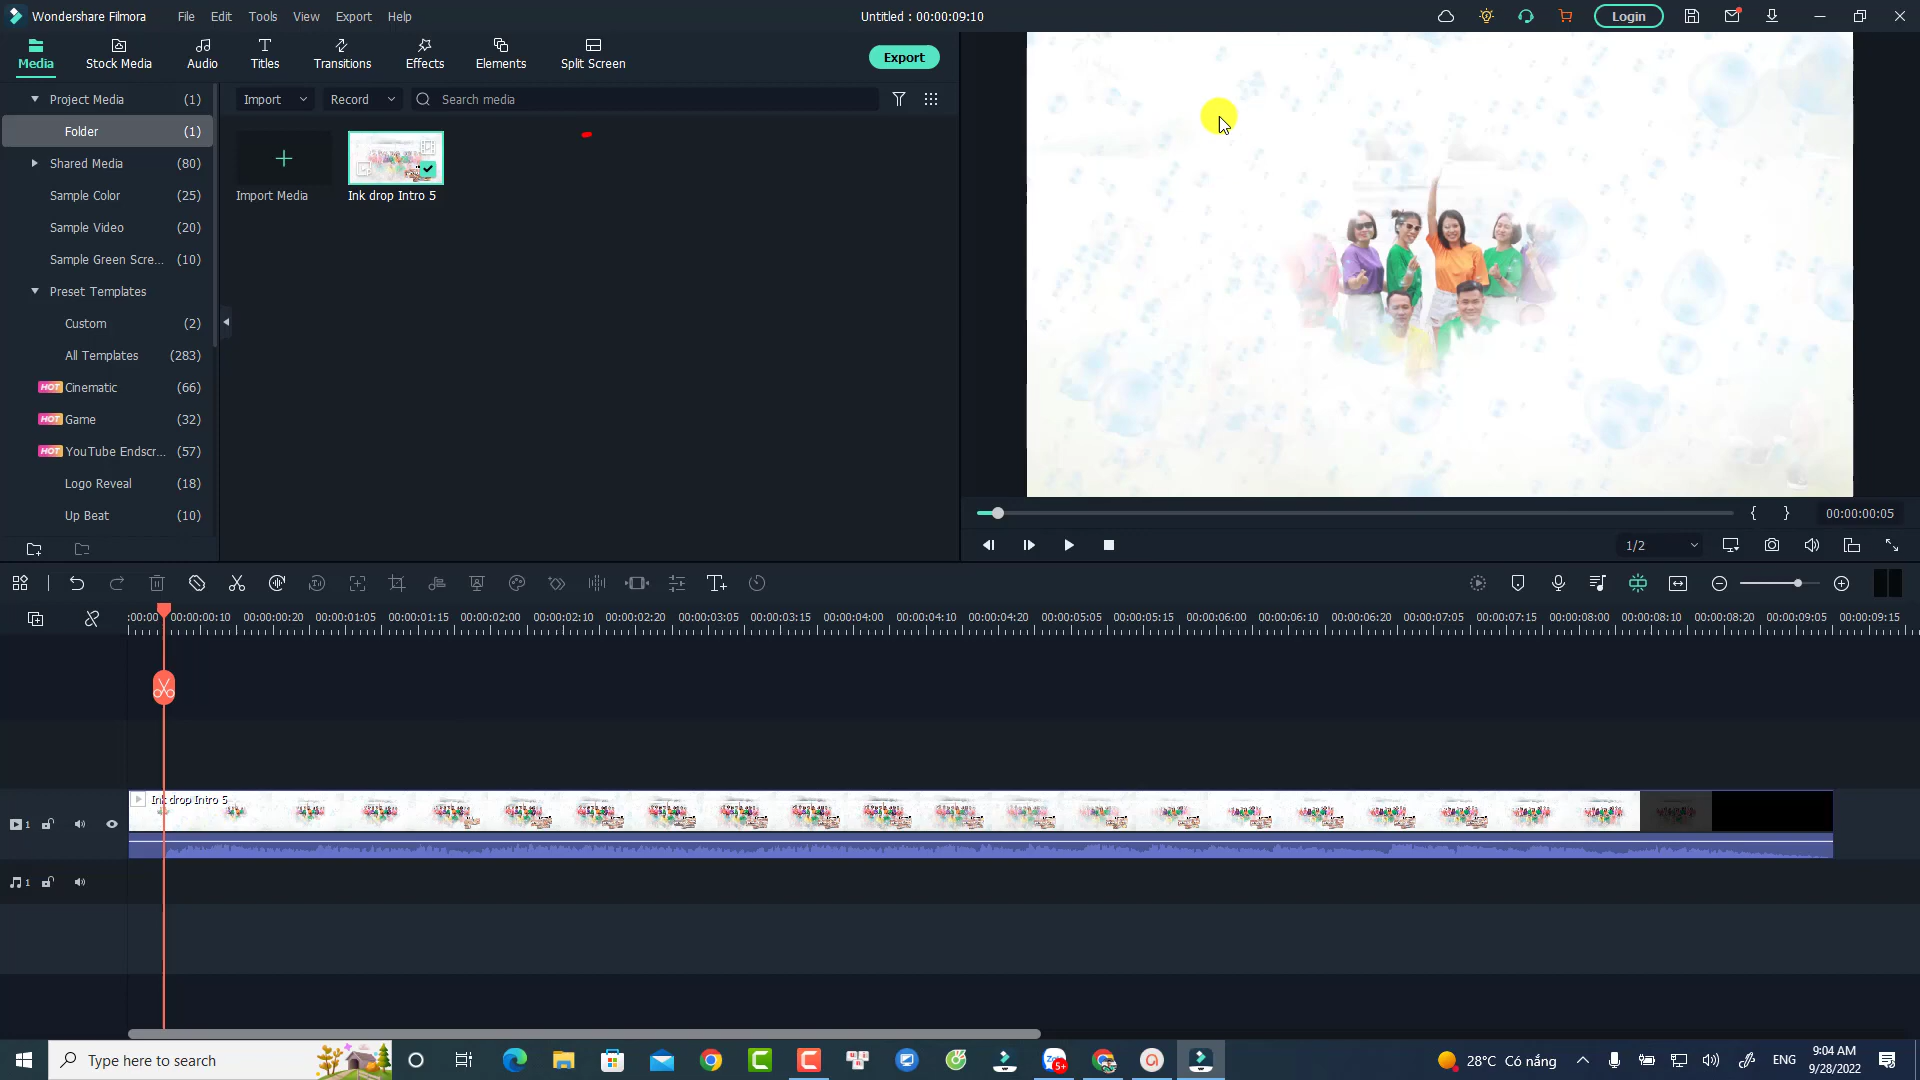 Wondershare Filmora
File Edit Tools View Export Help
Untitled : 00:00:09:10
Login
Media
Stock Media
Audio
Titles
Transitions
Effects
Elements
Split Screen
Export
Project Media (1)
Folder (1)
Shared Media (80)
Sample Color (25)
Sample Video (20)
Sample Green Scre... (10)
Preset Templates
Custom (2)
All Templates (283)
HOT Cinematic (66)
HOT Game (32)
HOT YouTube Endscr... (57)
Logo Reveal (18)
Up Beat (10)
Import
Record
Search media
Import Media
Ink drop Intro 5
00:00:00:05
1/2
:00:00 00:00:00:10 00:00:00:20 00:00:01:05 00:00:01:15 00:00:02:00 00:00:02:10 00:00:02:20 00:00:03:05 00:00:03:15 00:00:04:00 00:00:04:10 00:00:04:20 00:00:05:05 00:00:05:15 00:00:06:00 00:00:06:10 00:00:06:20 00:00:07:05 00:00:07:15 00:00:08:00 00:00:08:10 00:00:08:20 00:00:09:05 00:00:09:15
Ink drop Intro 5
1
1
Type here to search
5+
28°C Có nắng
ENG
9:04 AM
9/28/2022